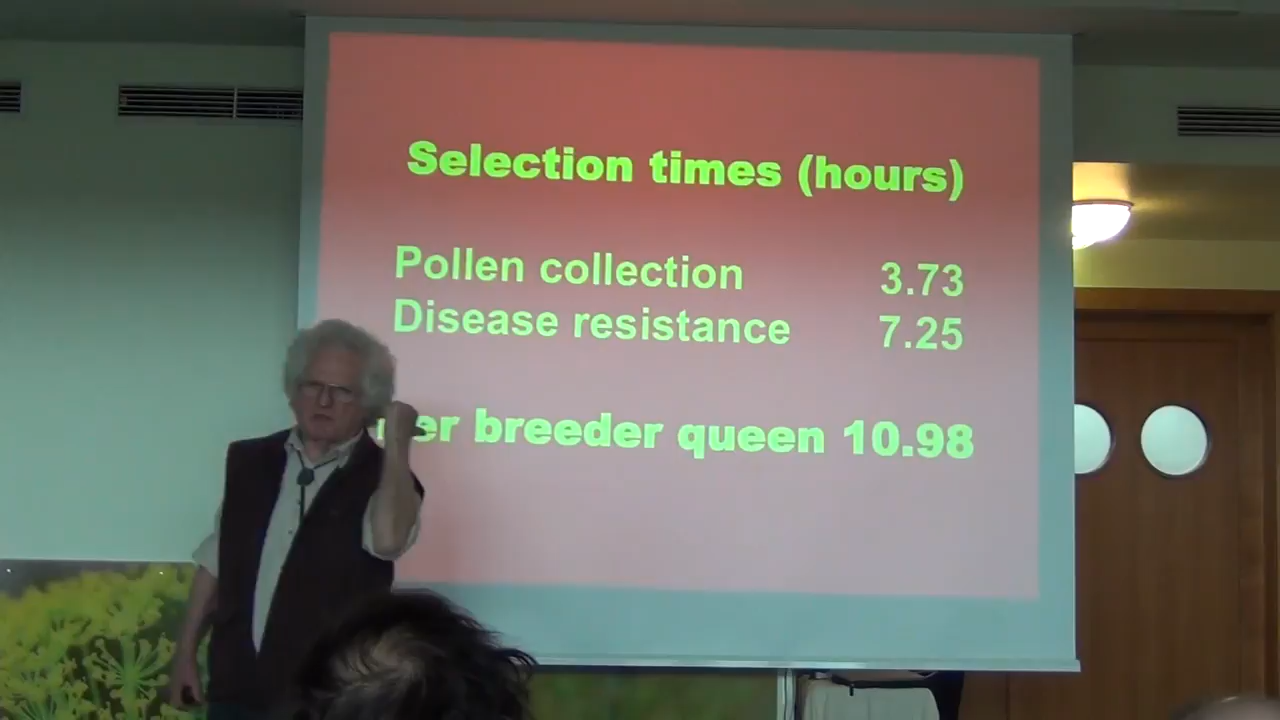 Selection times (hours)
Pollen collection 3.73
Disease resistance 7.25
breeder queen 10.98